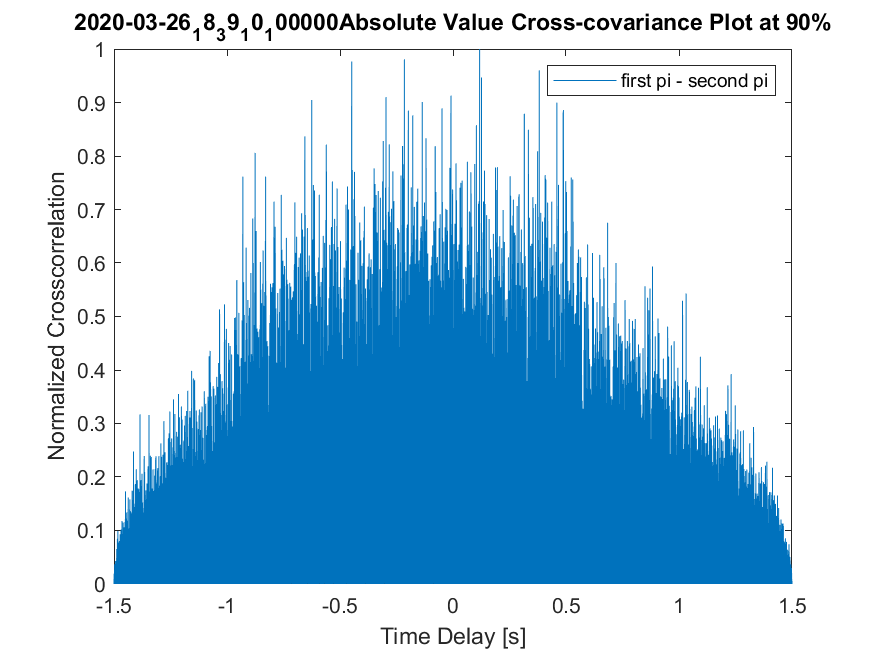 2020-03-26₁8₃9₁0₁00000Absolute Value Cross-covariance Plot at 90%
first pi - second pi
Normalized Crosscorrelation
1
0.9
0.8
0.7
0.6
0.5
0.4
0.3
0.2
0.1
0
-1.5 -1 -0.5 0 0.5 1 1.5
Time Delay [s]